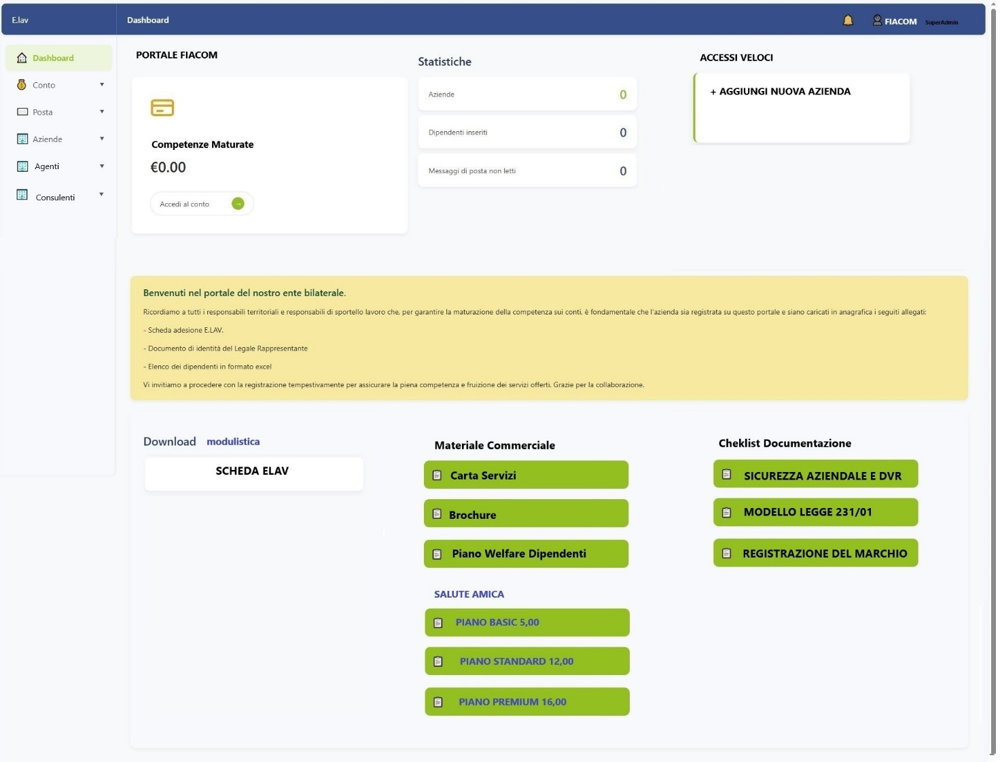 E.lav
Dashboard
FIACOM SuperAdmin
Dashboard
Conto
Posta
Aziende
Agenti
Consulenti
PORTALE FIACOM
Competenze Maturate
€0.00
Accedi al conto
Statistiche
Aziende 0
Dipendenti inseriti 0
Messaggi di posta non letti 0
ACCESSI VELOCI
+ AGGIUNGI NUOVA AZIENDA
Benvenuti nel portale del nostro ente bilaterale.
Ricordiamo a tutti i responsabili territoriali e responsabili di sportello lavoro che, per garantire la maturazione della competenza sui conti, è fondamentale che l'azienda sia registrata su questo portale e siano caricati in anagrafica i seguiti allegati:
- Scheda adesione E.LAV.
- Documento di identità del Legale Rappresentante
- Elenco dei dipendenti in formato excel
Vi invitiamo a procedere con la registrazione tempestivamente per assicurare la piena competenza e fruizione dei servizi offerti. Grazie per la collaborazione.
Download modulistica
SCHEDA ELAV
Materiale Commerciale
Carta Servizi
Brochure
Piano Welfare Dipendenti
SALUTE AMICA
PIANO BASIC 5,00
PIANO STANDARD 12,00
PIANO PREMIUM 16,00
Cheklist Documentazione
SICUREZZA AZIENDALE E DVR
MODELLO LEGGE 231/01
REGISTRAZIONE DEL MARCHIO